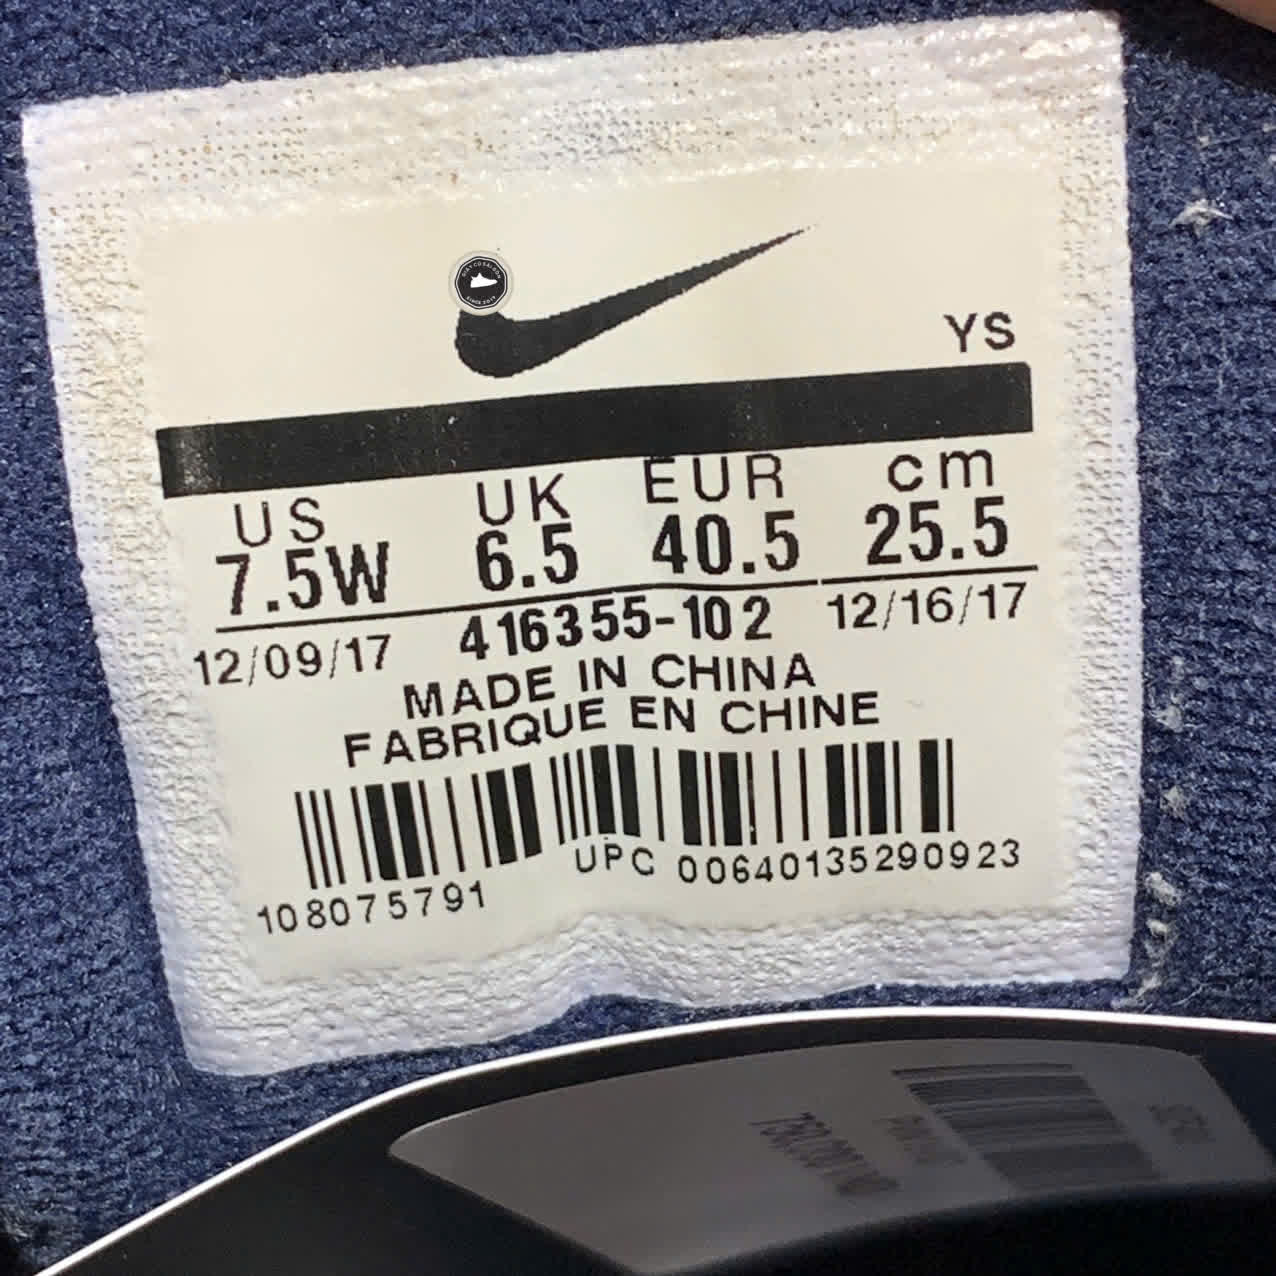 YS
US UK EUR cm
7.5W 6.5 40.5 25.5
12/09/17 416355-102 12/16/17
MADE IN CHINA
FABRIQUE EN CHINE
108075791 UPC 00640135290923